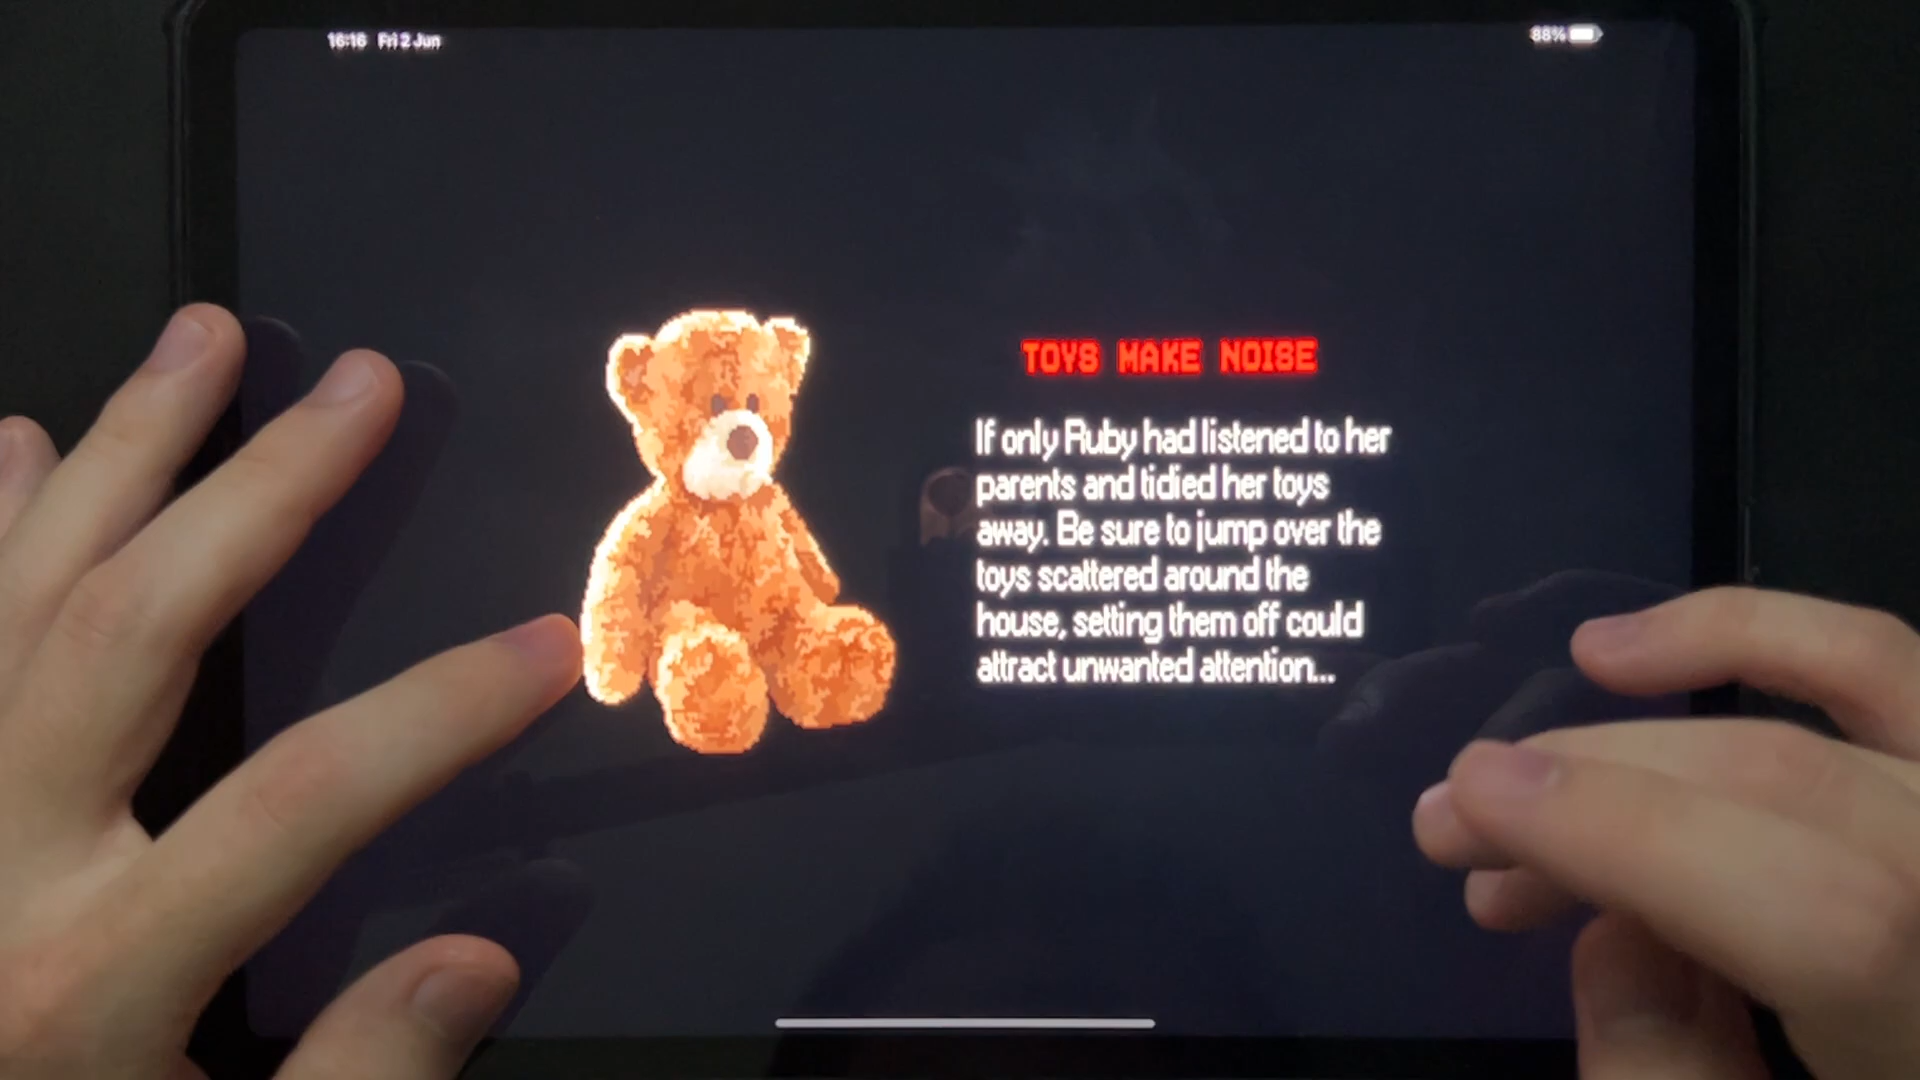 16:16 Fri 2 Jun
88%
TOYS MAKE NOISE
If only Ruby had listened to her
parents and tidied her toys
away. Be sure to jump over the
toys scattered around the
house, setting them off could
attract unwanted attention...